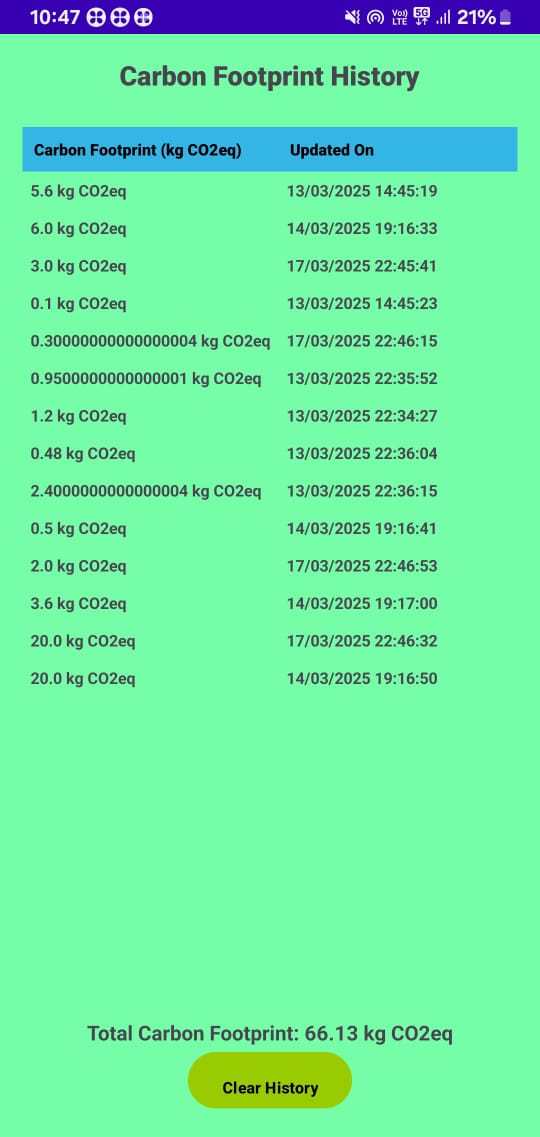 10:47 Vo) LTE 5G 21%
Carbon Footprint History
Carbon Footprint (kg CO2eq) Updated On
5.6 kg CO2eq 13/03/2025 14:45:19
6.0 kg CO2eq 14/03/2025 19:16:33
3.0 kg CO2eq 17/03/2025 22:45:41
0.1 kg CO2eq 13/03/2025 14:45:23
0.30000000000000004 kg CO2eq 17/03/2025 22:46:15
0.9500000000000001 kg CO2eq 13/03/2025 22:35:52
1.2 kg CO2eq 13/03/2025 22:34:27
0.48 kg CO2eq 13/03/2025 22:36:04
2.4000000000000004 kg CO2eq 13/03/2025 22:36:15
0.5 kg CO2eq 14/03/2025 19:16:41
2.0 kg CO2eq 17/03/2025 22:46:53
3.6 kg CO2eq 14/03/2025 19:17:00
20.0 kg CO2eq 17/03/2025 22:46:32
20.0 kg CO2eq 14/03/2025 19:16:50
Total Carbon Footprint: 66.13 kg CO2eq
Clear History